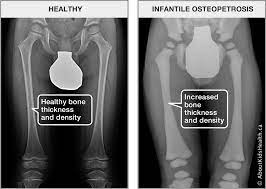 HEALTHY
Healthy bone
thickness
and density
INFANTILE OSTEOPETROSIS
Increased
bone
thickness
and density
© AboutKidsHealth.ca